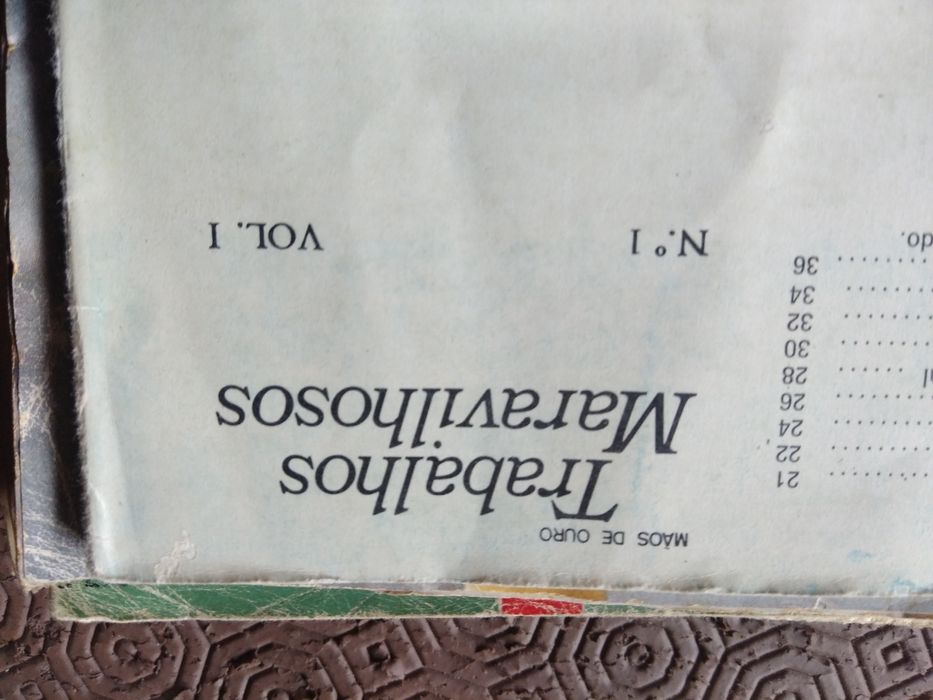 MÃOS DE OURO
Trabalhos
Maravilhosos
N.º 1 VOL. I
21
22
24
26
28
30
32
34
36
do.